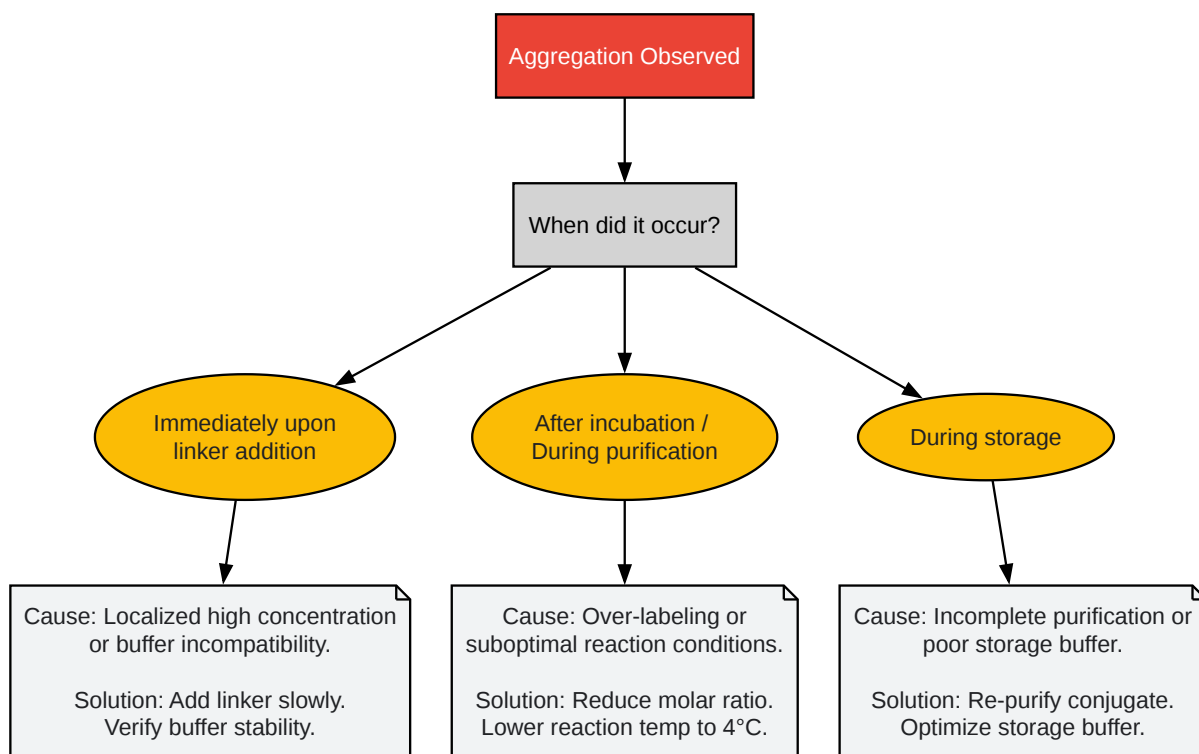 Aggregation Observed
When did it occur?
Immediately upon
linker addition
After incubation /
During purification
During storage
Cause: Localized high concentration
or buffer incompatibility.
Solution: Add linker slowly.
Verify buffer stability.
Cause: Over-labeling or
suboptimal reaction conditions.
Solution: Reduce molar ratio.
Lower reaction temp to 4°C.
Cause: Incomplete purification or
poor storage buffer.
Solution: Re-purify conjugate.
Optimize storage buffer.